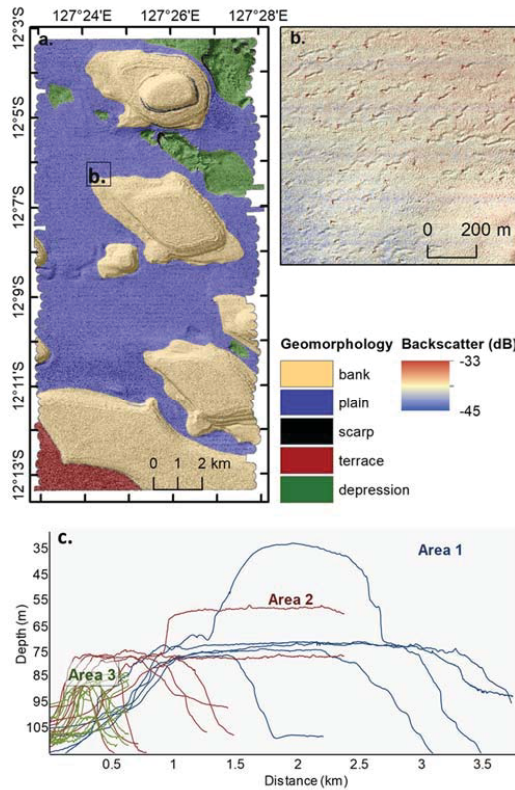 127°24'E 127°26'E 127°28'E
a.
12°3'S
12°5'S
12°7'S
12°9'S
12°11'S
12°13'S
b.
0 1 2 km
b.
0 200 m
Geomorphology
bank
plain
scarp
terrace
depression
Backscatter (dB)
-33
-45
c.
Area 1
Area 2
Area 3
Depth (m)
35
45
55
65
75
85
95
105
0.5 1 1.5 2 2.5 3 3.5
Distance (km)